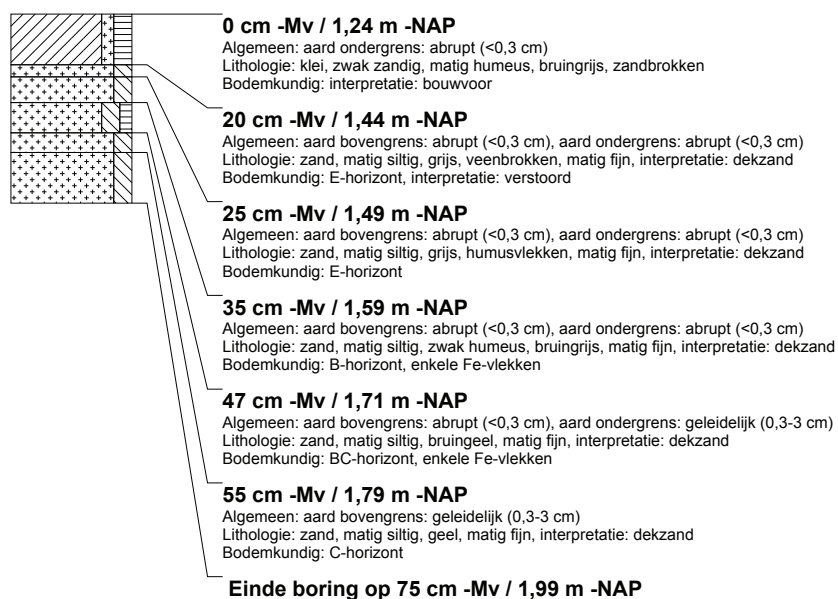 0 cm -Mv / 1,24 m -NAP
Algemeen: aard ondergrens: abrupt (<0,3 cm)
Lithologie: klei, zwak zandig, matig humeus, bruingrijs, zandbrokken
Bodemkundig: interpretatie: bouwvoor
20 cm -Mv / 1,44 m -NAP
Algemeen: aard bovengrens: abrupt (<0,3 cm), aard ondergrens: abrupt (<0,3 cm)
Lithologie: zand, matig siltig, grijs, veenbrokken, matig fijn, interpretatie: dekzand
Bodemkundig: E-horizont, interpretatie: verstoord
25 cm -Mv / 1,49 m -NAP
Algemeen: aard bovengrens: abrupt (<0,3 cm), aard ondergrens: abrupt (<0,3 cm)
Lithologie: zand, matig siltig, grijs, humusvlekken, matig fijn, interpretatie: dekzand
Bodemkundig: E-horizont
35 cm -Mv / 1,59 m -NAP
Algemeen: aard bovengrens: abrupt (<0,3 cm), aard ondergrens: abrupt (<0,3 cm)
Lithologie: zand, matig siltig, zwak humeus, bruingrijs, matig fijn, interpretatie: dekzand
Bodemkundig: B-horizont, enkele Fe-vlekken
47 cm -Mv / 1,71 m -NAP
Algemeen: aard bovengrens: abrupt (<0,3 cm), aard ondergrens: geleidelijk (0,3-3 cm)
Lithologie: zand, matig siltig, bruingeel, matig fijn, interpretatie: dekzand
Bodemkundig: BC-horizont, enkele Fe-vlekken
55 cm -Mv / 1,79 m -NAP
Algemeen: aard bovengrens: geleidelijk (0,3-3 cm)
Lithologie: zand, matig siltig, geel, matig fijn, interpretatie: dekzand
Bodemkundig: C-horizont
Einde boring op 75 cm -Mv / 1,99 m -NAP